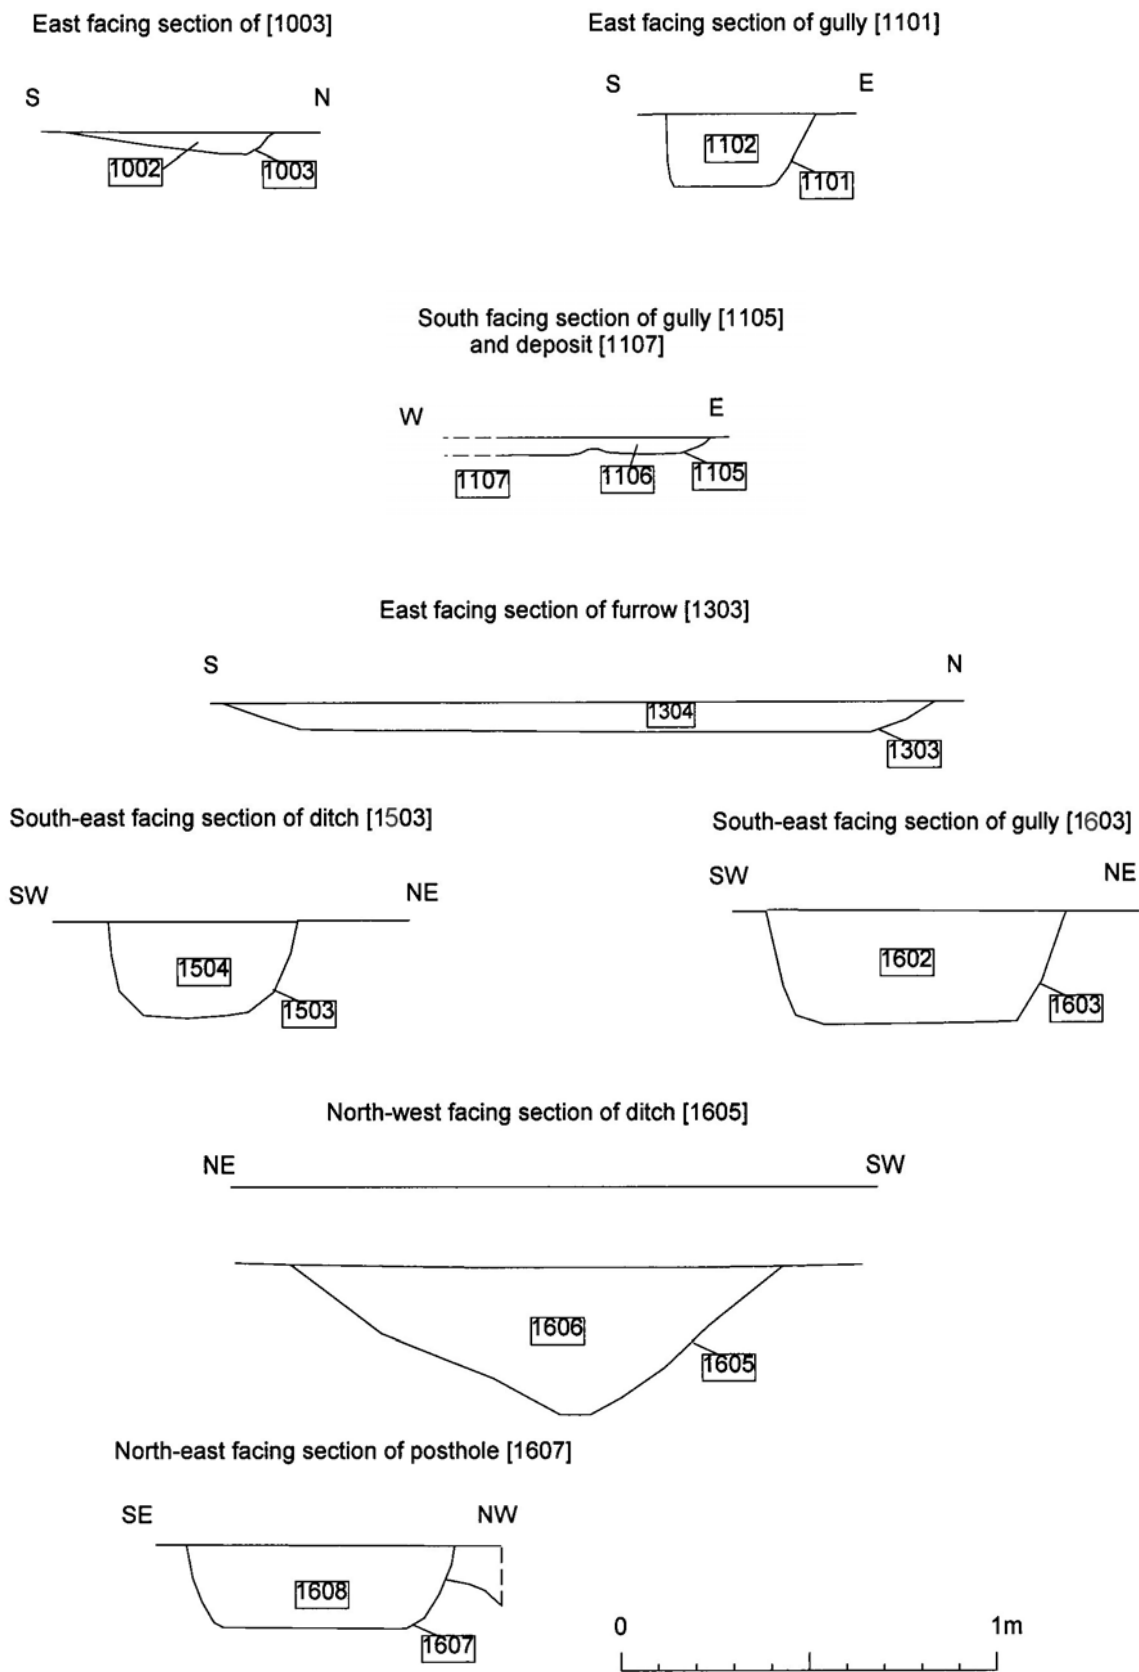 East facing section of [1003]
East facing section of gully [1101]
S
N
1002
1003
S
E
1102
1101
South facing section of gully [1105]
and deposit [1107]
W
E
1107
1106
1105
East facing section of furrow [1303]
S
N
1304
1303
South-east facing section of ditch [1503]
South-east facing section of gully [1603]
SW
NE
1504
1503
SW
NE
1602
1603
North-west facing section of ditch [1605]
NE
SW
1606
1605
North-east facing section of posthole [1607]
SE
NW
1608
1607
0
1m